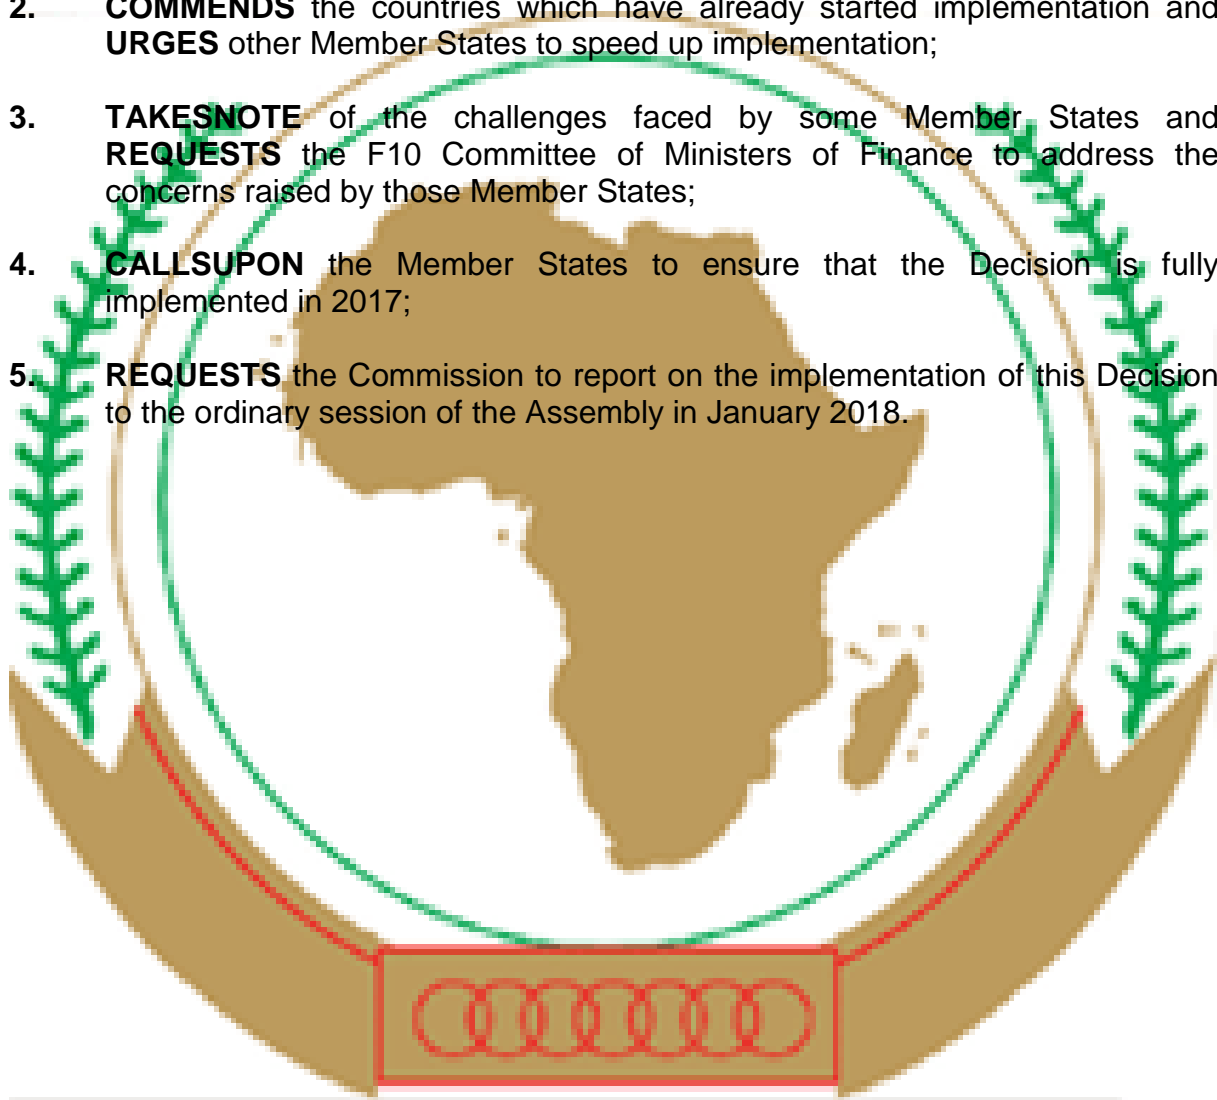 2. COMMENDS the countries which have already started implementation and
URGES other Member States to speed up implementation;
3. TAKESNOTE of the challenges faced by some Member States and
REQUESTS the F10 Committee of Ministers of Finance to address the
concerns raised by those Member States;
4. CALLSUPON the Member States to ensure that the Decision is fully
implemented in 2017;
5. REQUESTS the Commission to report on the implementation of this Decision
to the ordinary session of the Assembly in January 2018.